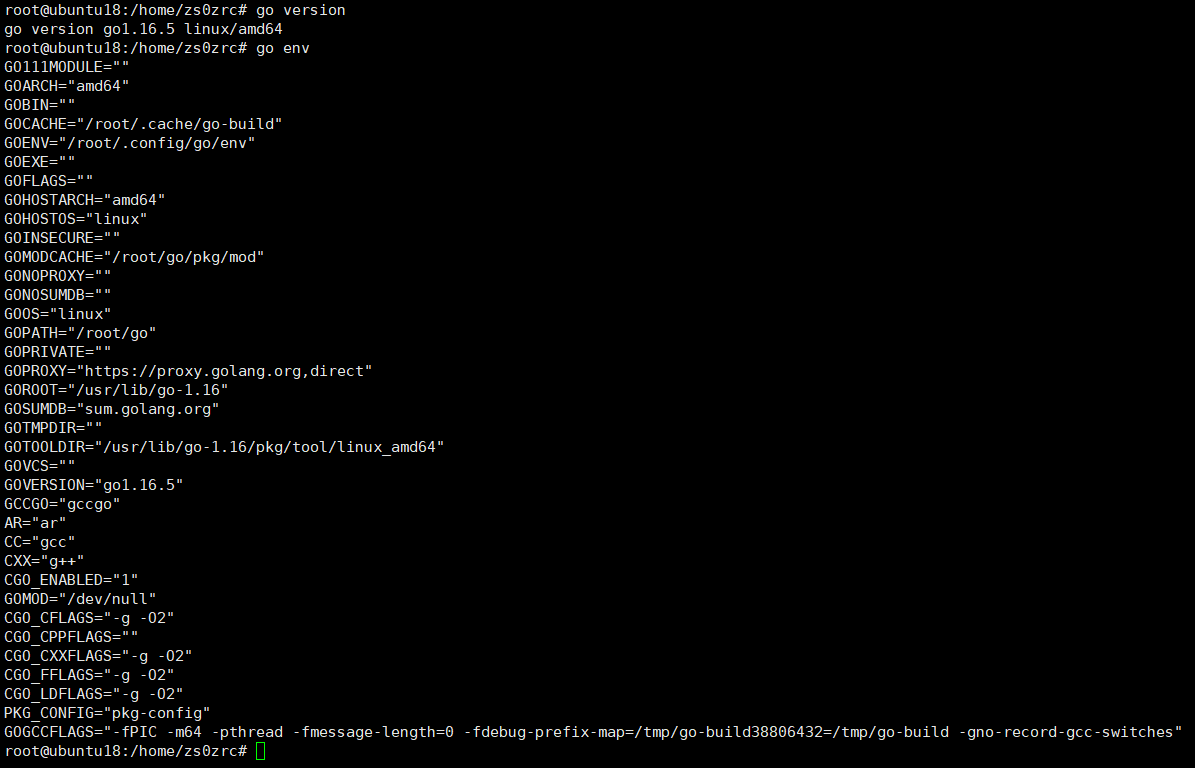 root@ubuntu18:/home/zs0zrc# go version
go version go1.16.5 linux/amd64
root@ubuntu18:/home/zs0zrc# go env
GO111MODULE=""
GOARCH="amd64"
GOBIN=""
GOCACHE="/root/.cache/go-build"
GOENV="/root/.config/go/env"
GOEXE=""
GOFLAGS=""
GOHOSTARCH="amd64"
GOHOSTOS="linux"
GOINSECURE=""
GOMODCACHE="/root/go/pkg/mod"
GONOPROXY=""
GONOSUMDB=""
GOOS="linux"
GOPATH="/root/go"
GOPRIVATE=""
GOPROXY="https://proxy.golang.org,direct"
GOROOT="/usr/lib/go-1.16"
GOSUMDB="sum.golang.org"
GOTMPDIR=""
GOTOOLDIR="/usr/lib/go-1.16/pkg/tool/linux_amd64"
GOVCS=""
GOVERSION="go1.16.5"
GCCGO="gccgo"
AR="ar"
CC="gcc"
CXX="g++"
CGO_ENABLED="1"
GOMOD="/dev/null"
CGO_CFLAGS="-g -O2"
CGO_CPPFLAGS=""
CGO_CXXFLAGS="-g -O2"
CGO_FFLAGS="-g -O2"
CGO_LDFLAGS="-g -O2"
PKG_CONFIG="pkg-config"
GOGCCFLAGS="-fPIC -m64 -pthread -fmessage-length=0 -fdebug-prefix-map=/tmp/go-build38806432=/tmp/go-build -gno-record-gcc-switches"
root@ubuntu18:/home/zs0zrc#